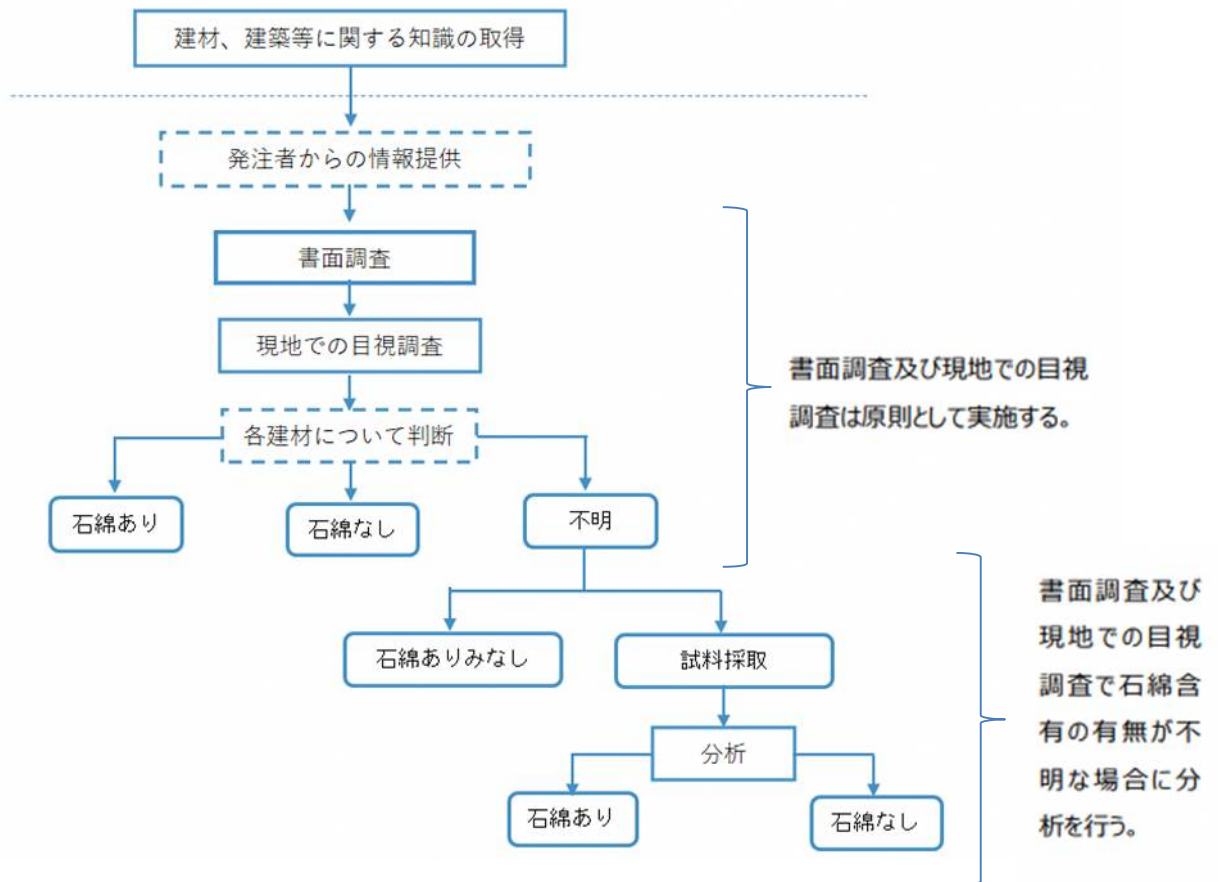 建材、建築等に関する知識の取得
発注者からの情報提供
書面調査
現地での目視調査
各建材について判断
石綿あり
石綿なし
不明
書面調査及び現地での目視
調査は原則として実施する。
石綿ありみなし
試料採取
分析
石綿あり
石綿なし
書面調査及び
現地での目視
調査で石綿含
有の有無が不
明な場合に分
析を行う。